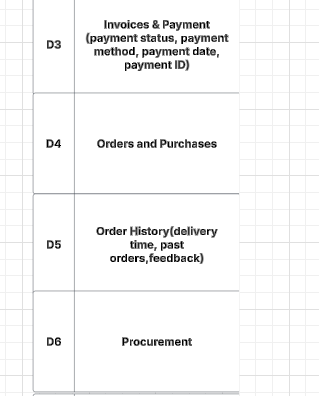 D3
Invoices & Payment
(payment status, payment
method, payment date,
payment ID)
D4
Orders and Purchases
D5
Order History(delivery
time, past
orders,feedback)
D6
Procurement